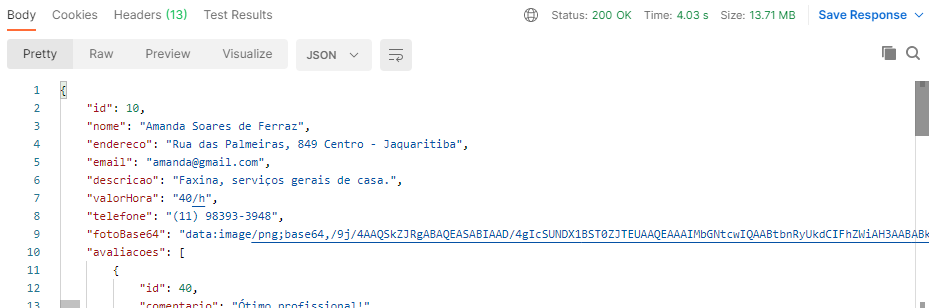 Body Cookies Headers (13) Test Results Status: 200 OK Time: 4.03 s Size: 13.71 MB Save Response
Pretty Raw Preview Visualize JSON
1 {
2 "id": 10,
3 "nome": "Amanda Soares de Ferraz",
4 "endereco": "Rua das Palmeiras, 849 Centro - Jaquaritiba",
5 "email": "amanda@gmail.com",
6 "descricao": "Faxina, serviços gerais de casa.",
7 "valorHora": "40/h",
8 "telefone": "(11) 98393-3948",
9 "fotoBase64": "data:image/png;base64,/9j/4AAQSkZJRgABAQEASABIAAD/4gIcSUNDX1BST0ZJTEUAAQEAAAIMbGNtcwIQAABtbnRyUkdCIFhZWiAH3AABABk
10 "avaliacoes": [
11 {
12 "id": 40,
13 "comentario": "Ótimo profissional!"